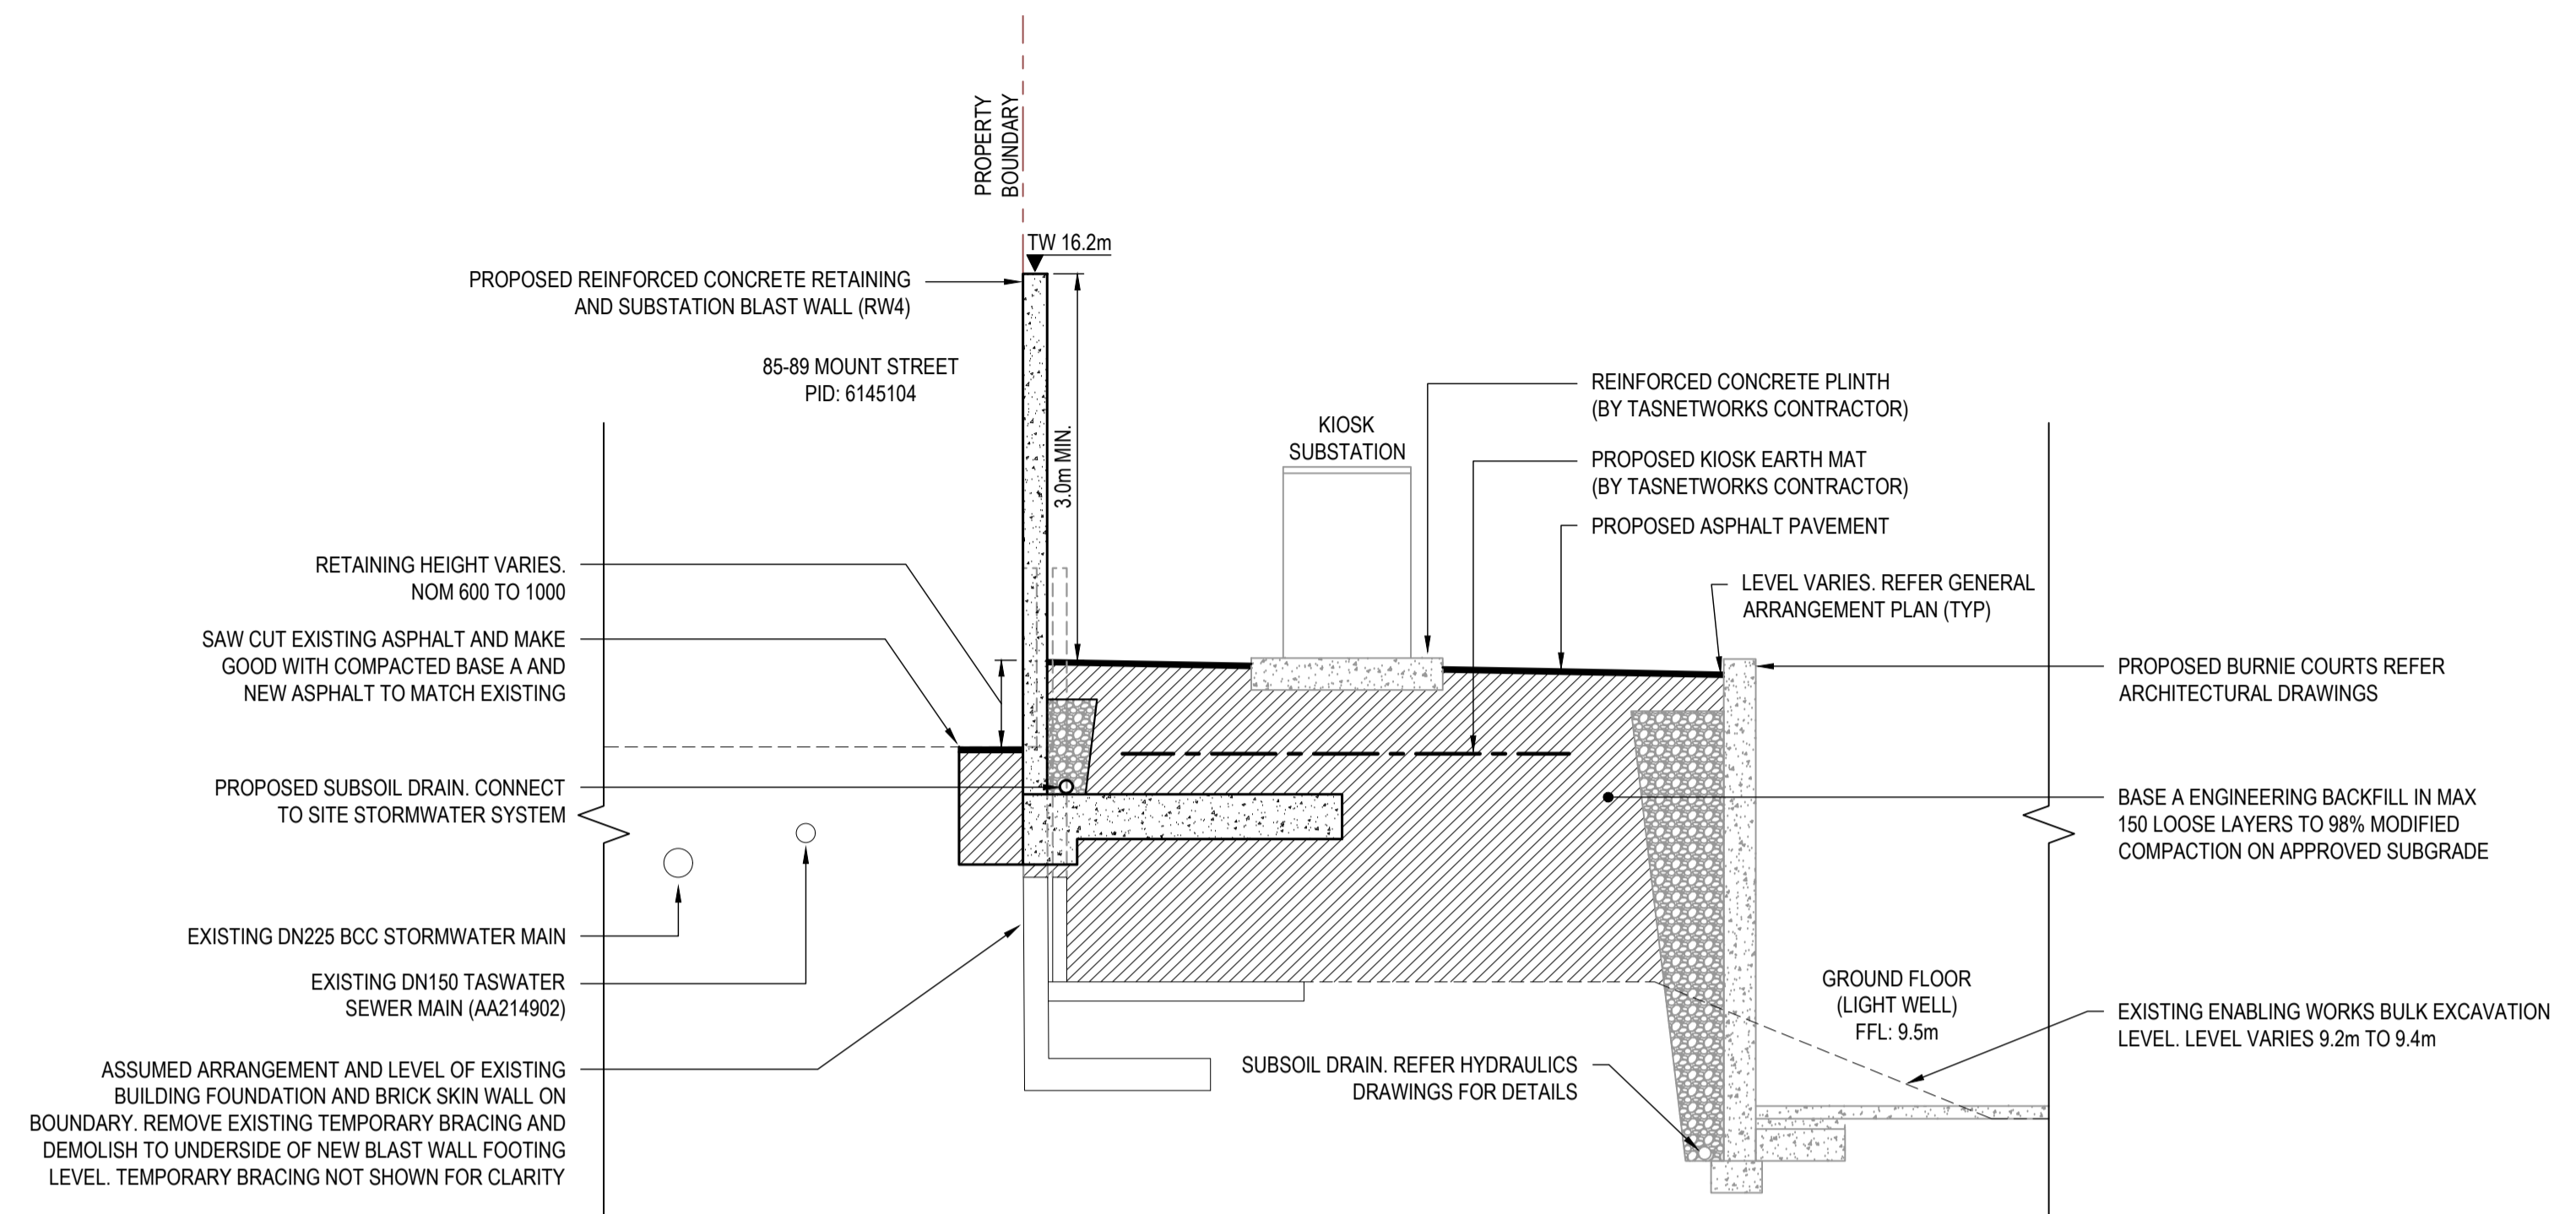 PROPERTY
BOUNDARY
TW 16.2m
PROPOSED REINFORCED CONCRETE RETAINING
AND SUBSTATION BLAST WALL (RW4)
85-89 MOUNT STREET
PID: 6145104
3.0m MIN.
KIOSK
SUBSTATION
REINFORCED CONCRETE PLINTH
(BY TASNETWORKS CONTRACTOR)
PROPOSED KIOSK EARTH MAT
(BY TASNETWORKS CONTRACTOR)
PROPOSED ASPHALT PAVEMENT
LEVEL VARIES. REFER GENERAL
ARRANGEMENT PLAN (TYP)
RETAINING HEIGHT VARIES.
NOM 600 TO 1000
SAW CUT EXISTING ASPHALT AND MAKE
GOOD WITH COMPACTED BASE A AND
NEW ASPHALT TO MATCH EXISTING
PROPOSED SUBSOIL DRAIN. CONNECT
TO SITE STORMWATER SYSTEM
EXISTING DN225 BCC STORMWATER MAIN
EXISTING DN150 TASWATER
SEWER MAIN (AA214902)
ASSUMED ARRANGEMENT AND LEVEL OF EXISTING
BUILDING FOUNDATION AND BRICK SKIN WALL ON
BOUNDARY. REMOVE EXISTING TEMPORARY BRACING AND
DEMOLISH TO UNDERSIDE OF NEW BLAST WALL FOOTING
LEVEL. TEMPORARY BRACING NOT SHOWN FOR CLARITY
SUBSOIL DRAIN. REFER HYDRAULICS
DRAWINGS FOR DETAILS
GROUND FLOOR
(LIGHT WELL)
FFL: 9.5m
PROPOSED BURNIE COURTS REFER
ARCHITECTURAL DRAWINGS
BASE A ENGINEERING BACKFILL IN MAX
150 LOOSE LAYERS TO 98% MODIFIED
COMPACTION ON APPROVED SUBGRADE
EXISTING ENABLING WORKS BULK EXCAVATION
LEVEL. LEVEL VARIES 9.2m TO 9.4m